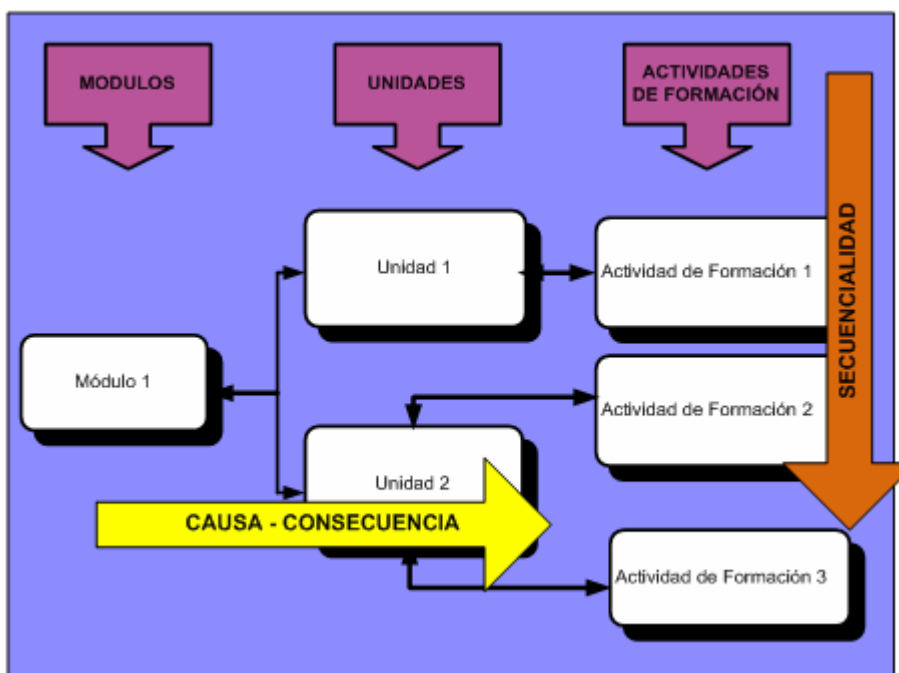 MODULOS
UNIDADES
ACTIVIDADES
DE FORMACIÓN
Unidad 1
Actividad de Formación 1
SECUENCIALIDAD
Módulo 1
Actividad de Formación 2
Unidad 2
CAUSA - CONSECUENCIA
Actividad de Formación 3